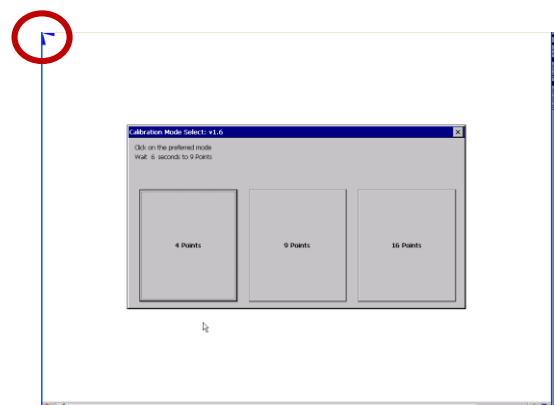 Calibration Mode Select: v1.6
Click on the preferred mode
Wait 6 seconds to 9 Points
4 Points
9 Points
16 Points